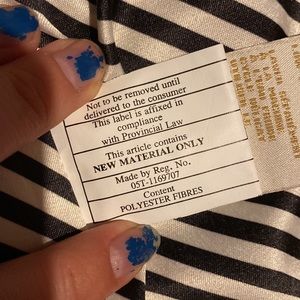 Not to be removed until
delivered to the consumer
This label is affixed in
compliance
with Provincial Law
This article contains
NEW MATERIAL ONLY
Made by Reg. No.
05T-1169707
Content
POLYESTER FIBRES